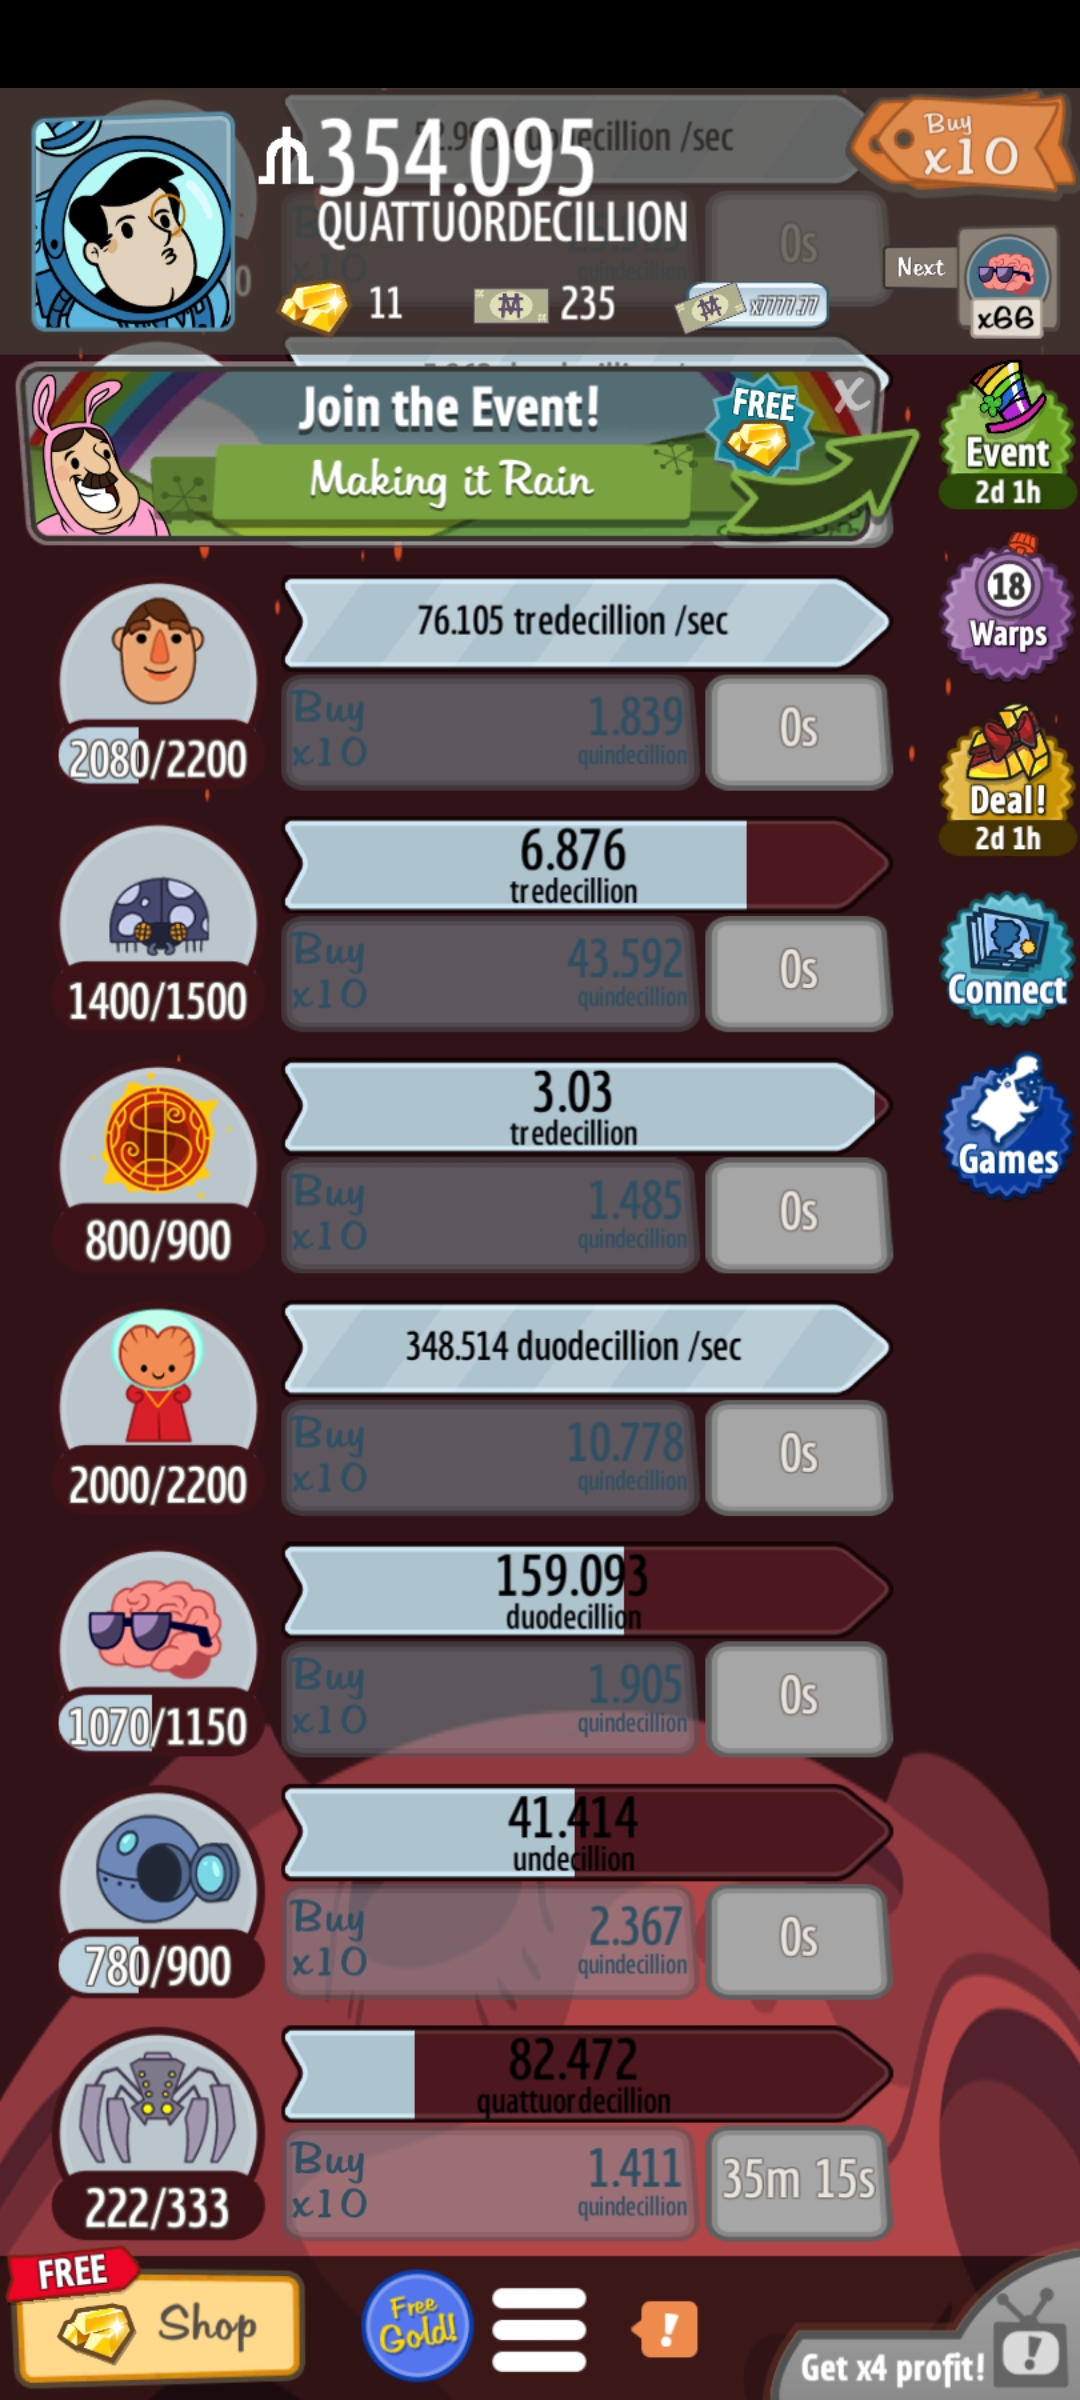 ₥354.095
QUATTUORDECILLION
11
235
x7777.77
Buy
x10
/sec
0s
Next
x66
Join the Event!
Making it Rain
FREE
X
Event
2d 1h
18
Warps
Deal!
2d 1h
Connect
Games
76.105 tredecillion /sec
Buy
x10
1.839
quindecillion
0s
2080/2200
6.876
tredecillion
Buy
x10
43.592
quindecillion
0s
1400/1500
3.03
tredecillion
Buy
x10
1.485
quindecillion
0s
800/900
348.514 duodecillion /sec
Buy
x10
10.778
quindecillion
0s
2000/2200
159.093
duodecillion
Buy
x10
1.905
quindecillion
0s
1070/1150
41.414
undecillion
Buy
x10
2.367
quindecillion
0s
780/900
82.472
quattuordecillion
Buy
x10
1.411
quindecillion
35m 15s
222/333
FREE
Shop
Free
Gold!
!
Get x4 profit!
!